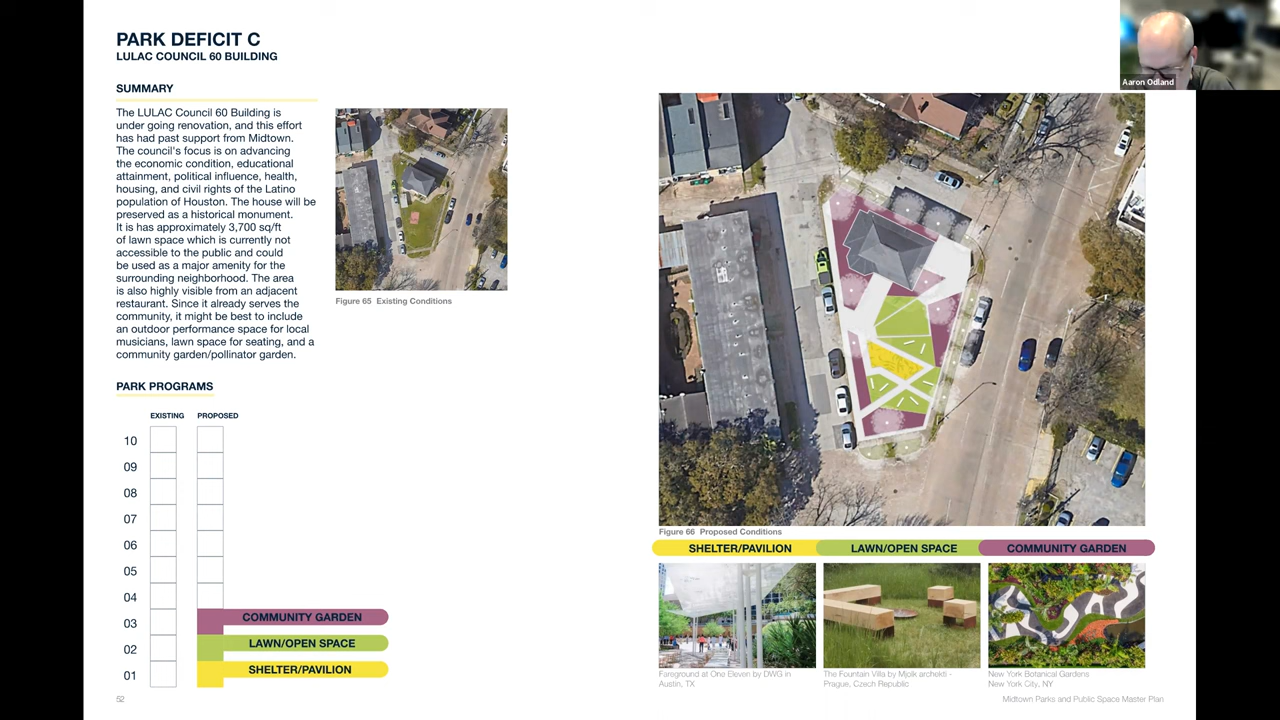 PARK DEFICIT C
LULAC COUNCIL 60 BUILDING
SUMMARY
The LULAC Council 60 Building is
under going renovation, and this effort
has had past support from Midtown.
The council's focus is on advancing
the economic condition, educational
attainment, political influence, health,
housing, and civil rights of the Latino
population of Houston. The house will be
preserved as a historical monument.
It is has approximately 3,700 sq/ft
of lawn space which is currently not
accessible to the public and could
be used as a major amenity for the
surrounding neighborhood. The area
is also highly visible from an adjacent
restaurant. Since it already serves the
community, it might be best to include
an outdoor performance space for local
musicians, lawn space for seating, and a
community garden/pollinator garden.
Figure 65 Existing Conditions
PARK PROGRAMS
EXISTING PROPOSED
10
09
08
07
06
05
04
03 COMMUNITY GARDEN
02 LAWN/OPEN SPACE
01 SHELTER/PAVILION
52
Aaron Odland
Figure 66 Proposed Conditions
SHELTER/PAVILION LAWN/OPEN SPACE COMMUNITY GARDEN
Foreground at One Eleven by DWG in
Austin, TX
The Fountain Villa by Mjolk architekti -
Prague, Czech Republic
New York Botanical Gardens
New York City, NY
Midtown Parks and Public Space Master Plan